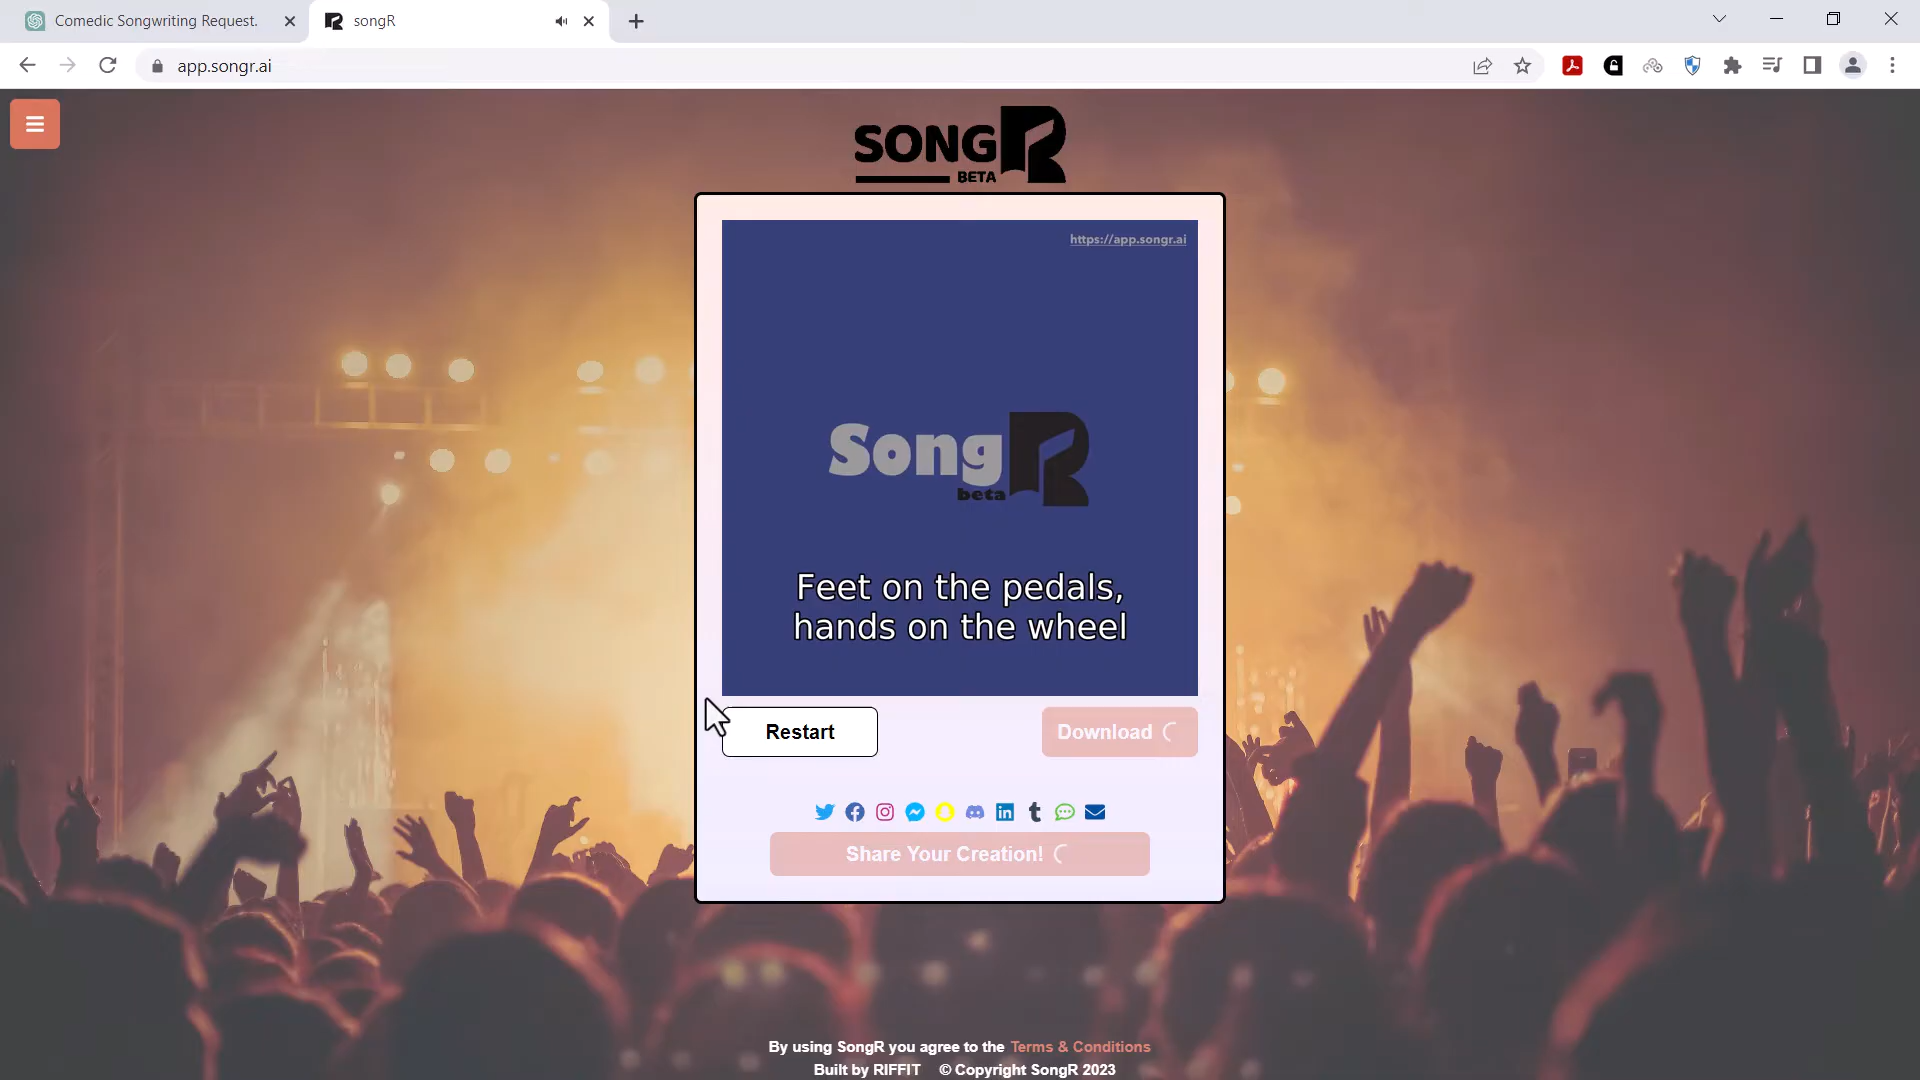 Comedic Songwriting Request.
songR
app.songr.ai
SONGR
BETA
https://app.songr.ai
SongR
beta
Feet on the pedals,
hands on the wheel
Restart
Download
Share Your Creation!
By using SongR you agree to the Terms & Conditions
Built by RIFFIT © Copyright SongR 2023